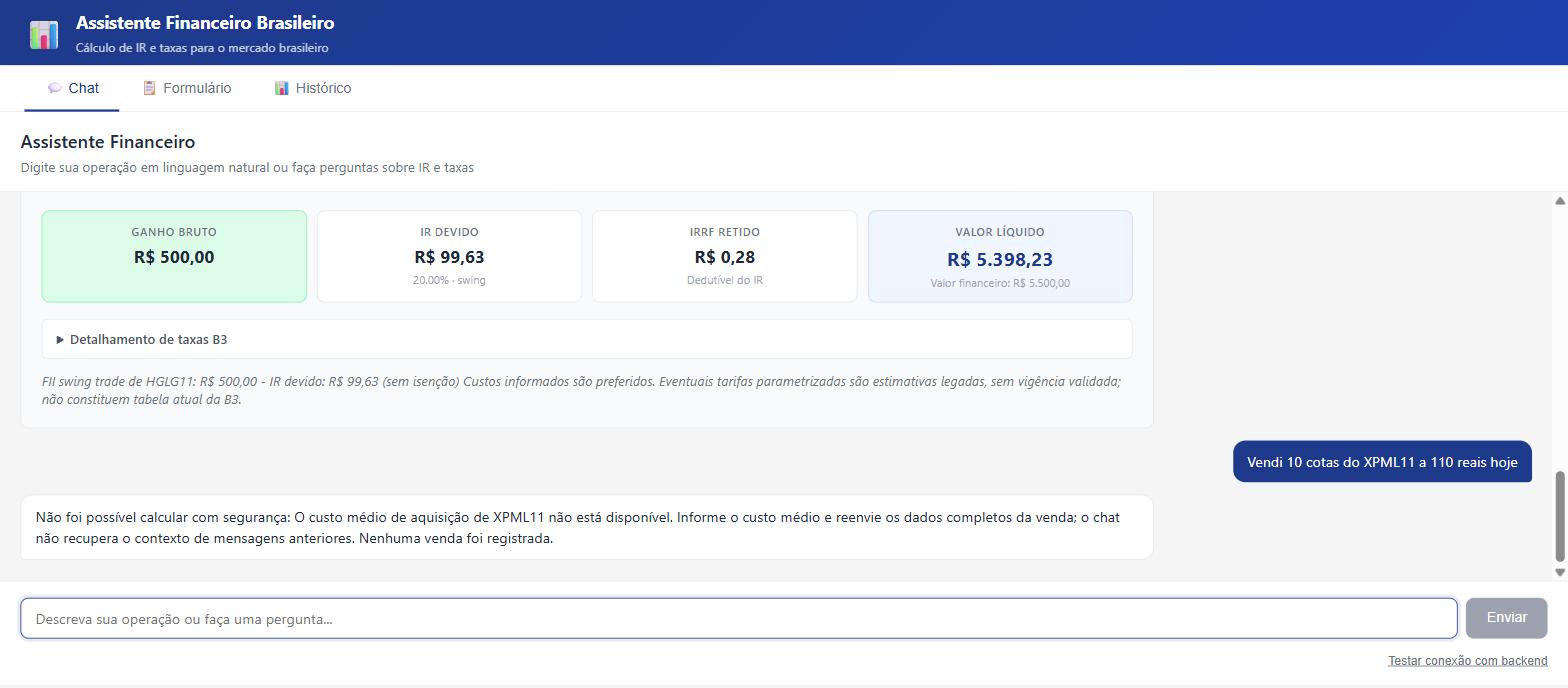 Assistente Financeiro Brasileiro
Cálculo de IR e taxas para o mercado brasileiro
Chat
Formulário
Histórico
Assistente Financeiro
Digite sua operação em linguagem natural ou faça perguntas sobre IR e taxas
GANHO BRUTO
R$ 500,00
IR DEVIDO
R$ 99,63
20.00% · swing
IRRF RETIDO
R$ 0,28
Dedutível do IR
VALOR LÍQUIDO
R$ 5.398,23
Valor financeiro: R$ 5.500,00
Detalhamento de taxas B3
FII swing trade de HGLG11: R$ 500,00 - IR devido: R$ 99,63 (sem isenção) Custos informados são preferidos. Eventuais tarifas parametrizadas são estimativas legadas, sem vigência validada;
não constituem tabela atual da B3.
Vendi 10 cotas do XPML11 a 110 reais hoje
Não foi possível calcular com segurança: O custo médio de aquisição de XPML11 não está disponível. Informe o custo médio e reenvie os dados completos da venda; o chat
não recupera o contexto de mensagens anteriores. Nenhuma venda foi registrada.
Descreva sua operação ou faça uma pergunta...
Enviar
Testar conexão com backend